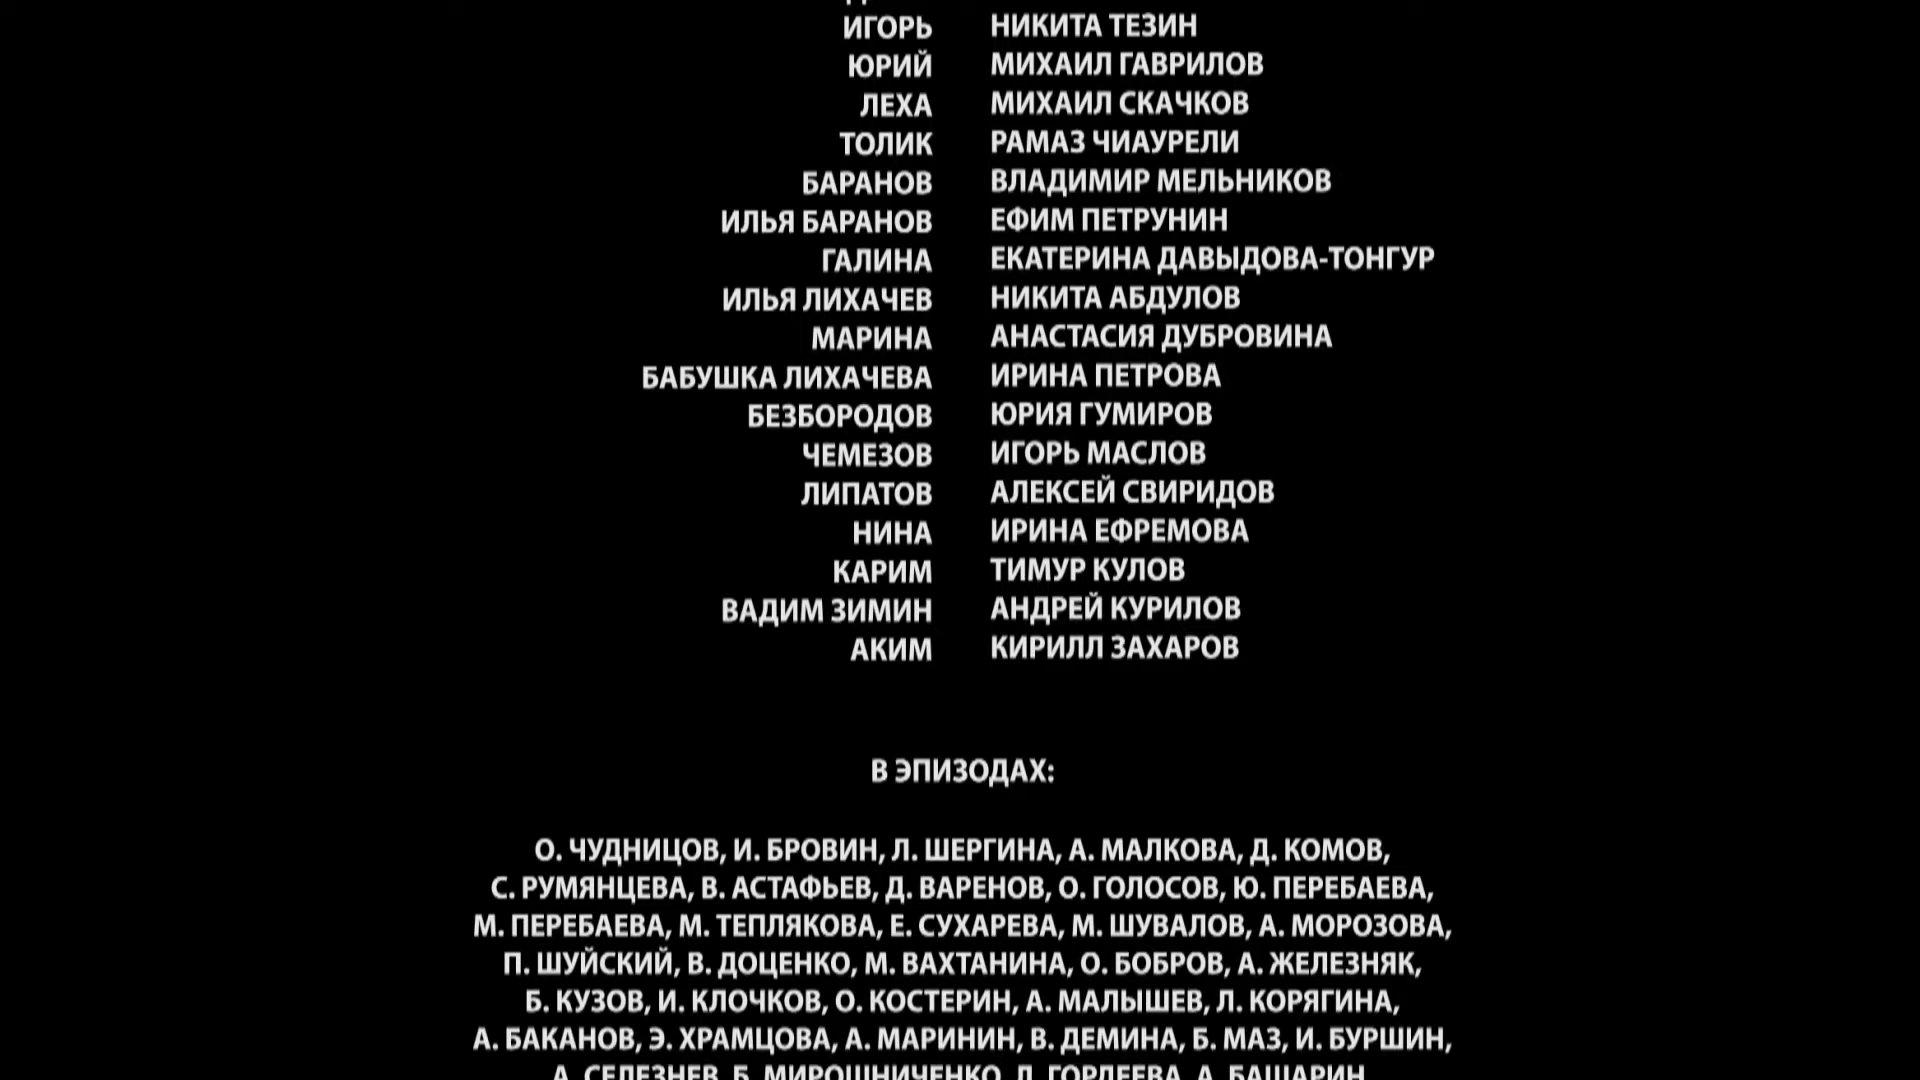 ИГОРЬ НИКИТА ТЕЗИН
ЮРИЙ МИХАИЛ ГАВРИЛОВ
ЛЕХА МИХАИЛ СКАЧКОВ
ТОЛИК РАМАЗ ЧИАУРЕЛИ
БАРАНОВ ВЛАДИМИР МЕЛЬНИКОВ
ИЛЬЯ БАРАНОВ ЕФИМ ПЕТРУНИН
ГАЛИНА ЕКАТЕРИНА ДАВЫДОВА-ТОНГУР
ИЛЬЯ ЛИХАЧЕВ НИКИТА АБДУЛОВ
МАРИНА АНАСТАСИЯ ДУБРОВИНА
БАБУШКА ЛИХАЧЕВА ИРИНА ПЕТРОВА
БЕЗБОРОДОВ ЮРИЯ ГУМИРОВ
ЧЕМЕЗОВ ИГОРЬ МАСЛОВ
ЛИПАТОВ АЛЕКСЕЙ СВИРИДОВ
НИНА ИРИНА ЕФРЕМОВА
КАРИМ ТИМУР КУЛОВ
ВАДИМ ЗИМИН АНДРЕЙ КУРИЛОВ
АКИМ КИРИЛЛ ЗАХАРОВ
В ЭПИЗОДАХ:
О. ЧУДНИЦОВ, И. БРОВИН, Л. ШЕРГИНА, А. МАЛКОВА, Д. КОМОВ,
С. РУМЯНЦЕВА, В. АСТАФЬЕВ, Д. ВАРЕНОВ, О. ГОЛОСОВ, Ю. ПЕРЕБАЕВА,
М. ПЕРЕБАЕВА, М. ТЕПЛЯКОВА, Е. СУХАРЕВА, М. ШУВАЛОВ, А. МОРОЗОВА,
П. ШУЙСКИЙ, В. ДОЦЕНКО, М. ВАХТАНИНА, О. БОБРОВ, А. ЖЕЛЕЗНЯК,
Б. КУЗОВ, И. КЛОЧКОВ, О. КОСТЕРИН, А. МАЛЫШЕВ, Л. КОРЯГИНА,
А. БАКАНОВ, Э. ХРАМЦОВА, А. МАРИНИН, В. ДЕМИНА, Б. МАЗ, И. БУРШИН,
А. СЕЛЕЗНЕВ, Б. МИРОШНИЧЕНКО, Л. ГОРДЕЕВА, А. БАШАРИН,